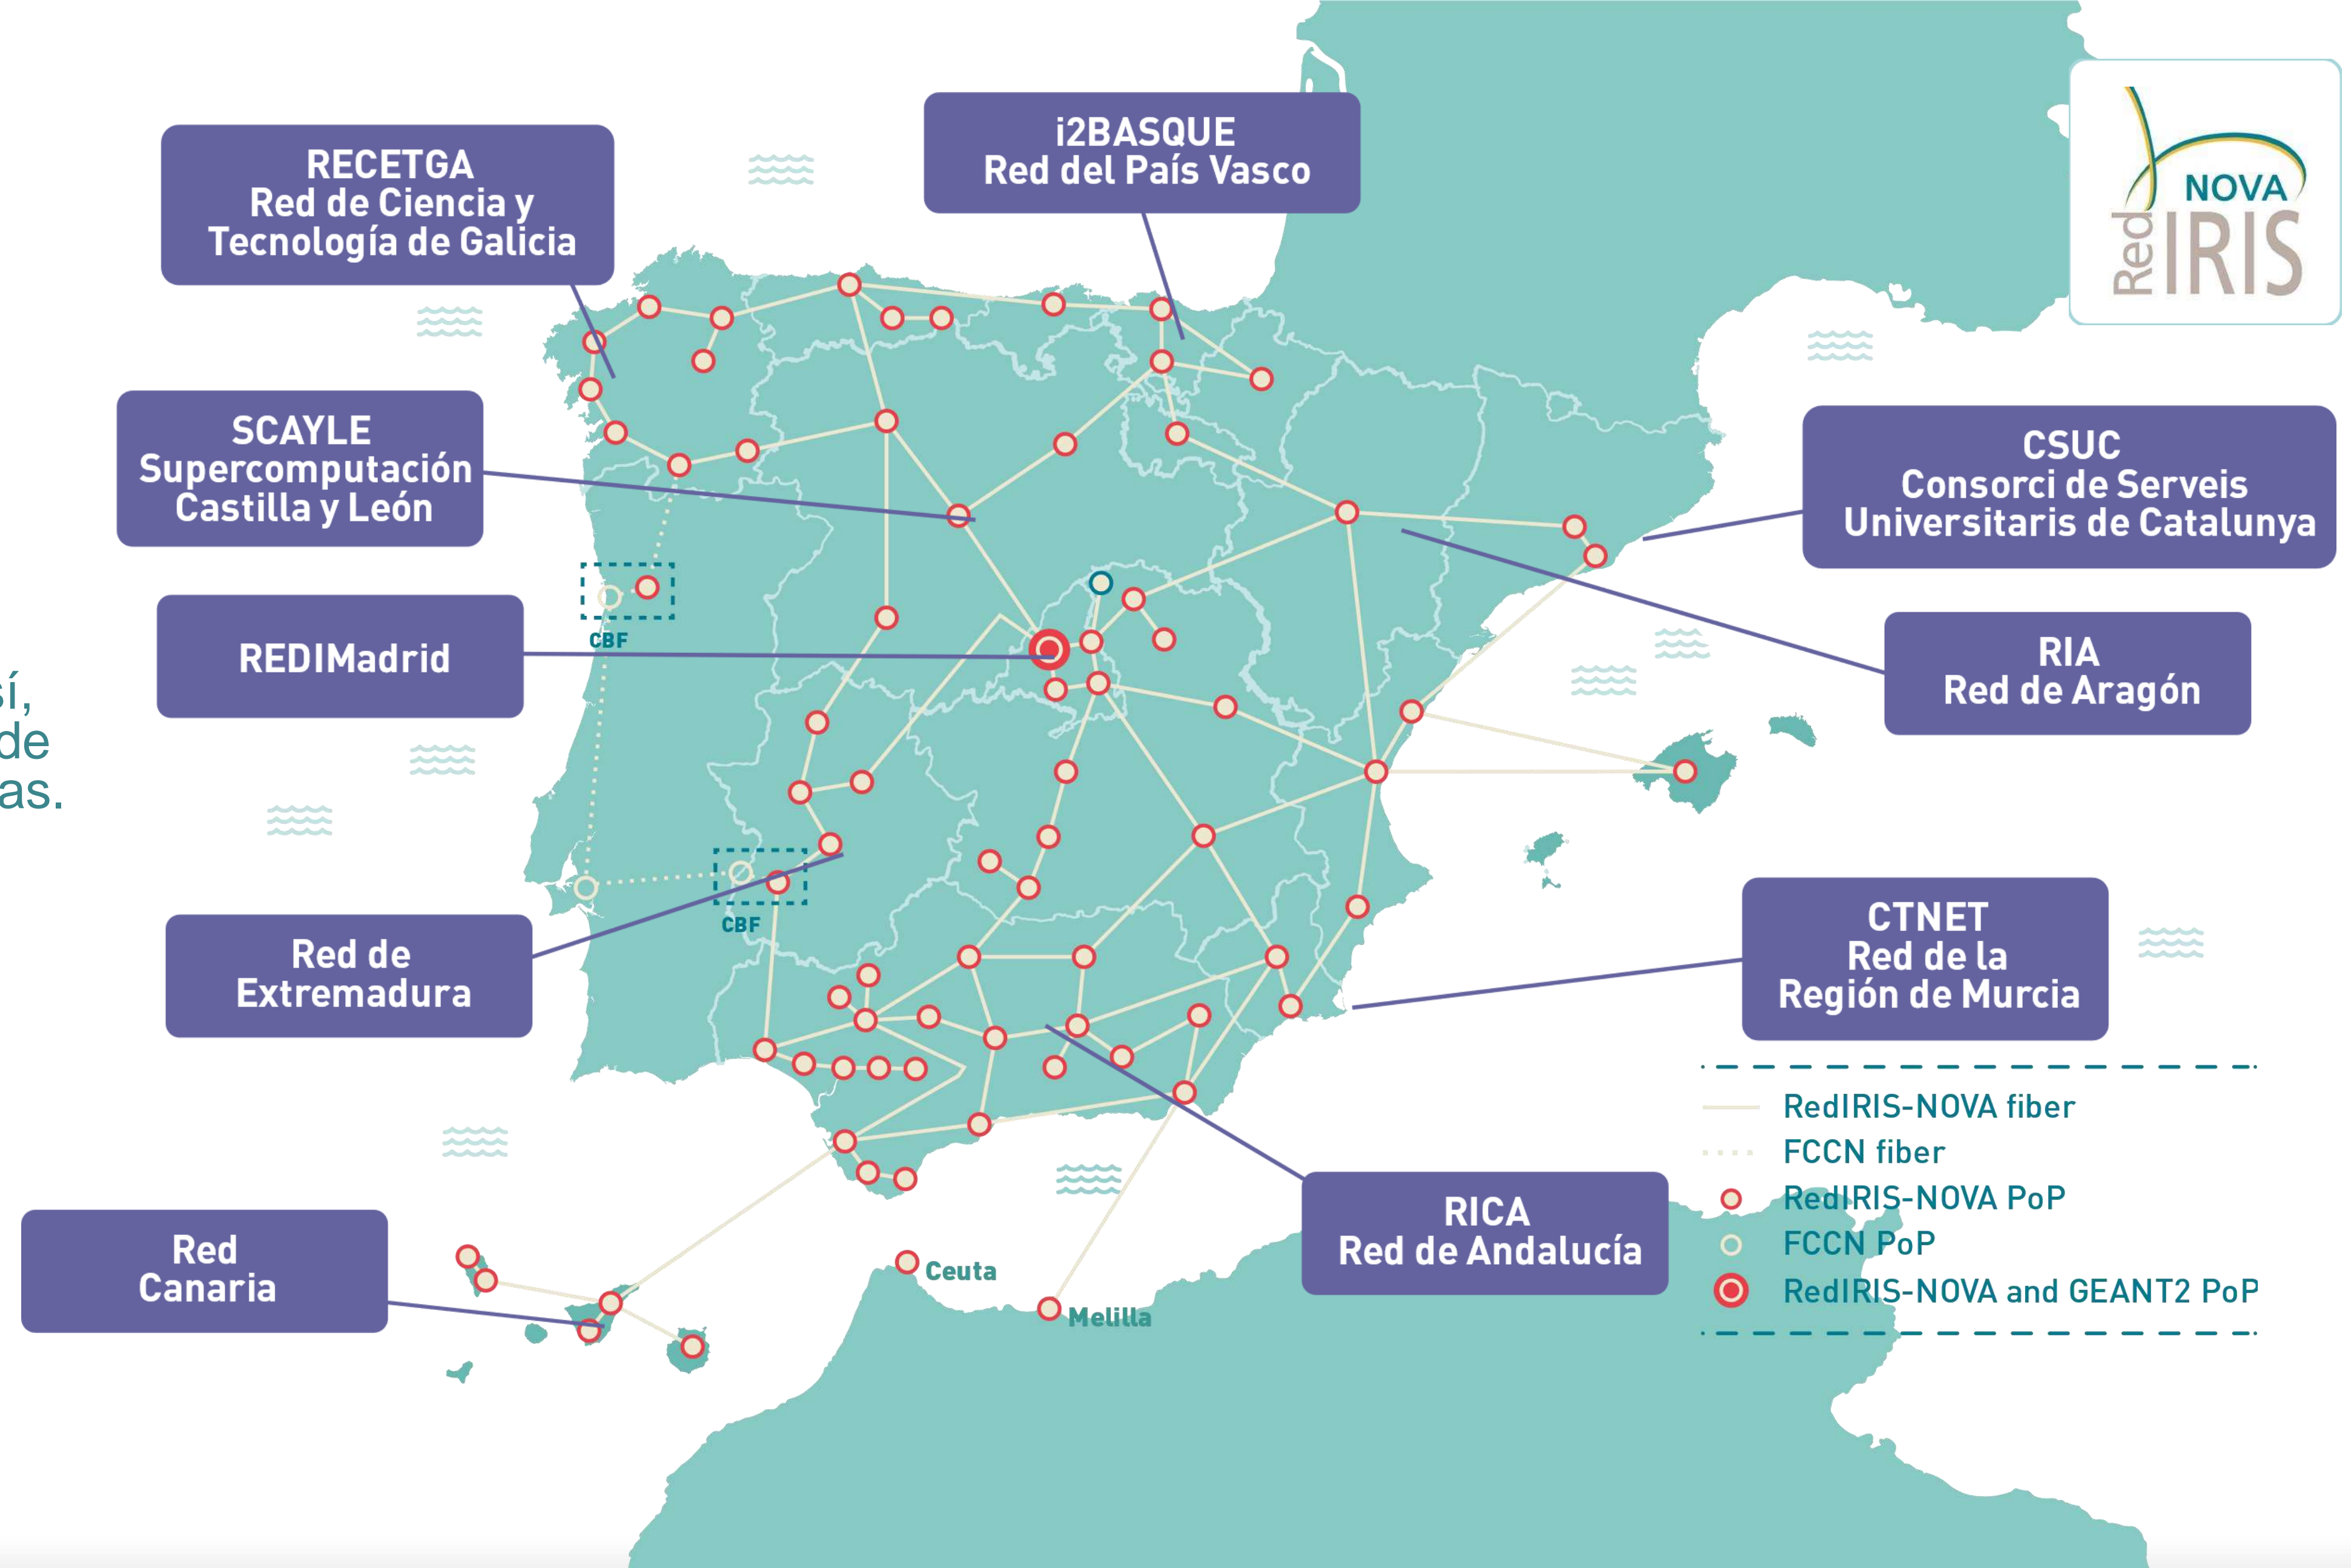 i2BASQUE
Red del País Vasco
RECETGA
Red de Ciencia y
Tecnología de Galicia
NOVA
Red IRIS
SCAYLE
Supercomputación
Castilla y León
CSUC
Consorci de Serveis
Universitaris de Catalunya
CBF
REDIMadrid
RIA
Red de Aragón
sí,
de
as.
CBF
Red de
Extremadura
CTNET
Red de la
Región de Murcia
RICA
Red de Andalucía
Red
Canaria
Ceuta
Melilla
RedIRIS-NOVA fiber
FCCN fiber
RedIRIS-NOVA PoP
FCCN PoP
RedIRIS-NOVA and GEANT2 PoP